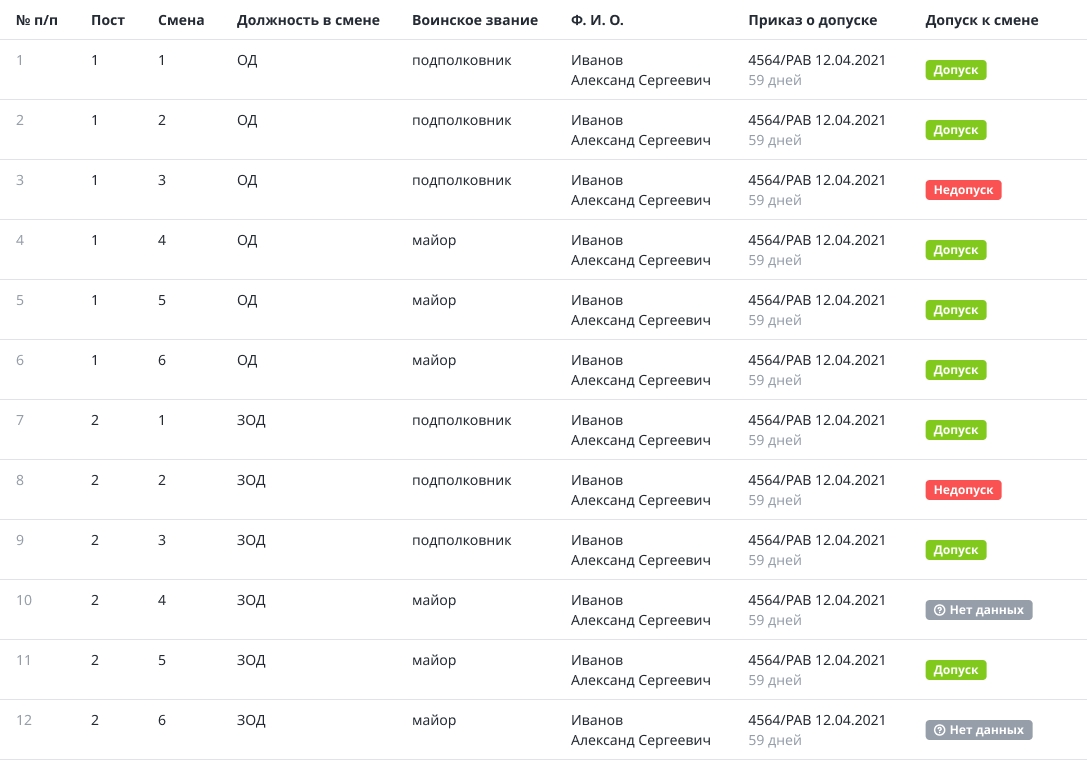 № п/п Пост Смена Должность в смене Воинское звание Ф. И. О. Приказ о допуске Допуск к смене
1 1 1 ОД подполковник Иванов 4564/РАВ 12.04.2021 Допуск
Александ Сергеевич 59 дней
2 1 2 ОД подполковник Иванов 4564/РАВ 12.04.2021 Допуск
Александ Сергеевич 59 дней
3 1 3 ОД подполковник Иванов 4564/РАВ 12.04.2021 Недопуск
Александ Сергеевич 59 дней
4 1 4 ОД майор Иванов 4564/РАВ 12.04.2021 Допуск
Александ Сергеевич 59 дней
5 1 5 ОД майор Иванов 4564/РАВ 12.04.2021 Допуск
Александ Сергеевич 59 дней
6 1 6 ОД майор Иванов 4564/РАВ 12.04.2021 Допуск
Александ Сергеевич 59 дней
7 2 1 ЗОД подполковник Иванов 4564/РАВ 12.04.2021 Допуск
Александ Сергеевич 59 дней
8 2 2 ЗОД подполковник Иванов 4564/РАВ 12.04.2021 Недопуск
Александ Сергеевич 59 дней
9 2 3 ЗОД подполковник Иванов 4564/РАВ 12.04.2021 Допуск
Александ Сергеевич 59 дней
10 2 4 ЗОД майор Иванов 4564/РАВ 12.04.2021 Нет данных
Александ Сергеевич 59 дней
11 2 5 ЗОД майор Иванов 4564/РАВ 12.04.2021 Допуск
Александ Сергеевич 59 дней
12 2 6 ЗОД майор Иванов 4564/РАВ 12.04.2021 Нет данных
Александ Сергеевич 59 дней